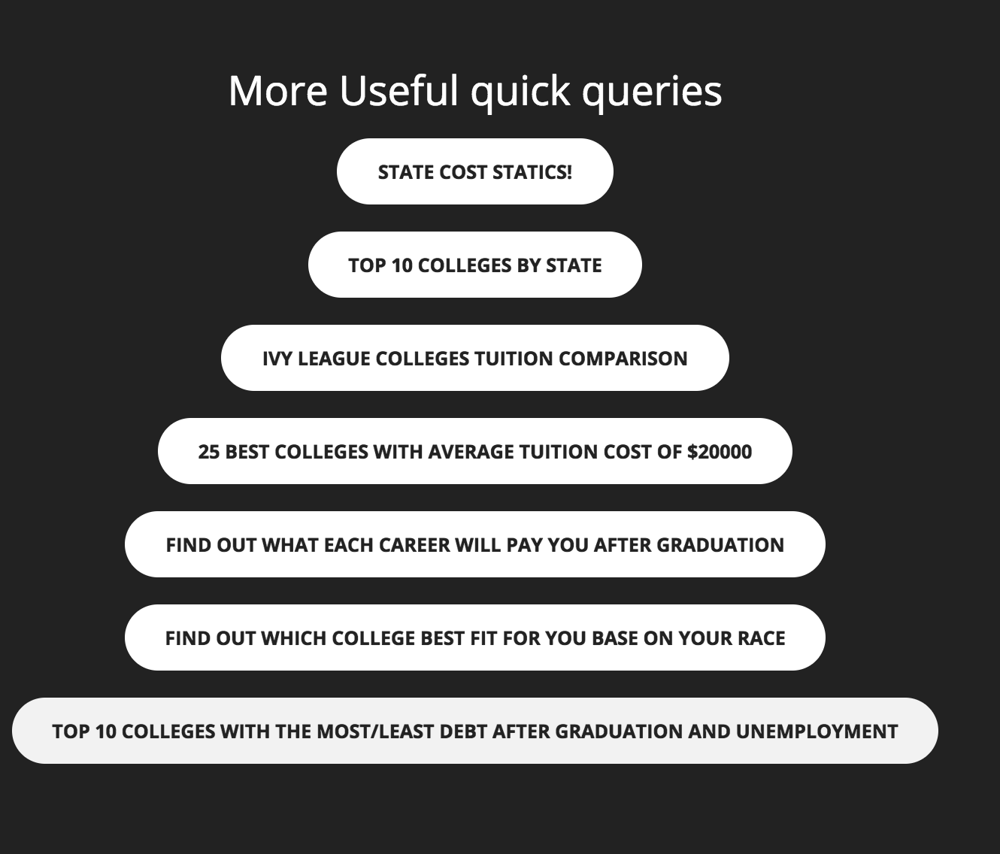 More Useful quick queries
STATE COST STATICS!
TOP 10 COLLEGES BY STATE
IVY LEAGUE COLLEGES TUITION COMPARISON
25 BEST COLLEGES WITH AVERAGE TUITION COST OF $20000
FIND OUT WHAT EACH CAREER WILL PAY YOU AFTER GRADUATION
FIND OUT WHICH COLLEGE BEST FIT FOR YOU BASE ON YOUR RACE
TOP 10 COLLEGES WITH THE MOST/LEAST DEBT AFTER GRADUATION AND UNEMPLOYMENT